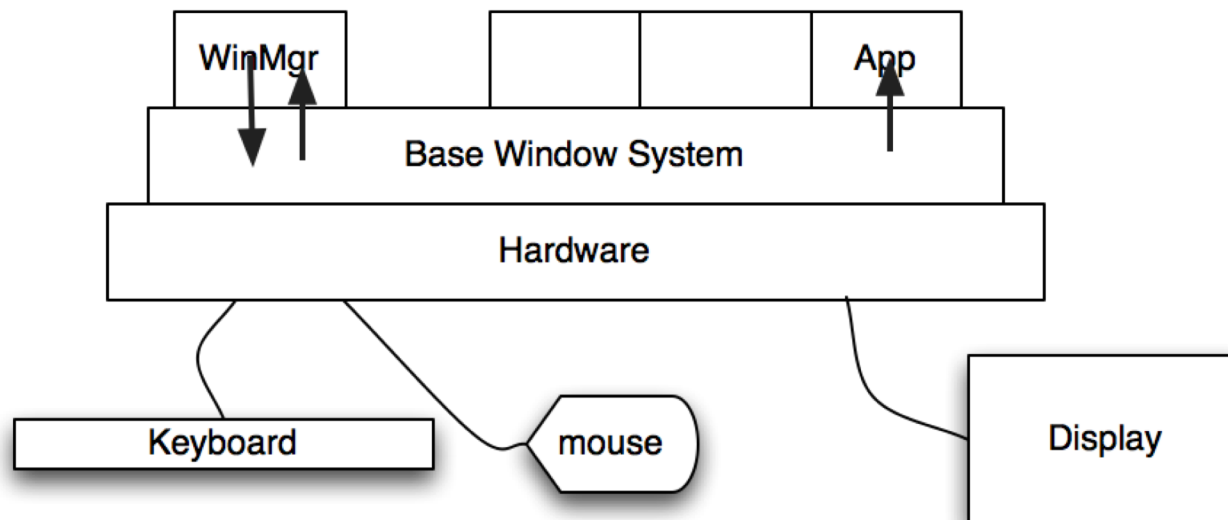 WinMgr
App
Base Window System
Hardware
Keyboard
mouse
Display